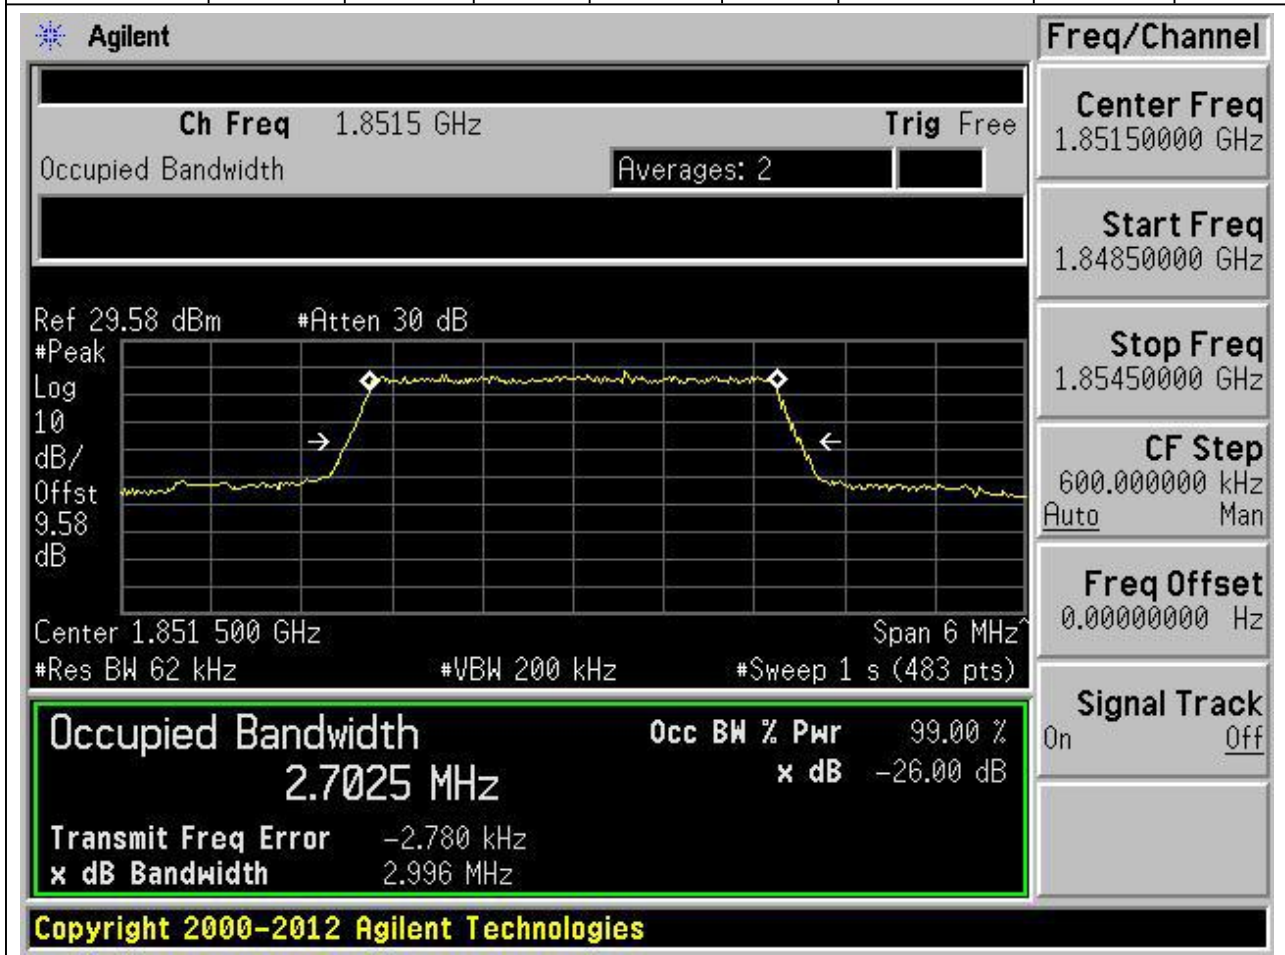 Agilent
Freq/Channel
Ch Freq 1.8515 GHz Trig Free
Occupied Bandwidth Averages: 2
Center Freq
1.85150000 GHz
Start Freq
1.84850000 GHz
Stop Freq
1.85450000 GHz
CF Step
600.000000 kHz
Auto Man
Freq Offset
0.00000000 Hz
Signal Track
On Off
Ref 29.58 dBm #Atten 30 dB
#Peak
Log
10
dB/
Offst
9.58
dB
Center 1.851 500 GHz Span 6 MHz^
#Res BW 62 kHz #VBW 200 kHz #Sweep 1 s (483 pts)
Occupied Bandwidth
2.7025 MHz
Occ BW % Pwr 99.00 %
x dB -26.00 dB
Transmit Freq Error -2.780 kHz
x dB Bandwidth 2.996 MHz
Copyright 2000-2012 Agilent Technologies